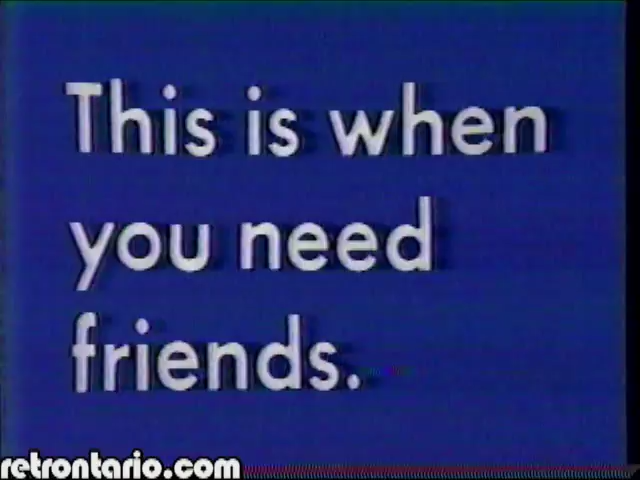 This is when
you need
friends.
retrontario.com